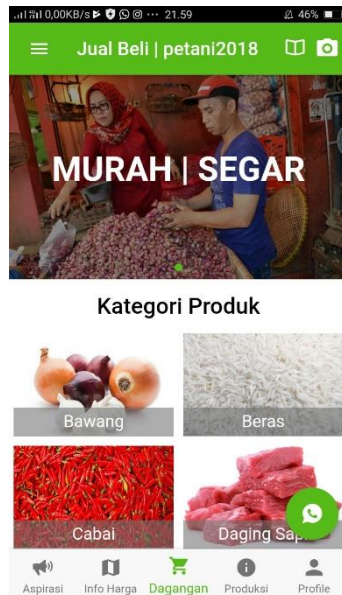 0,00KB/s 21.59 46%
Jual Beli | petani2018
MURAH | SEGAR
Kategori Produk
Bawang Beras
Cabai Daging Sapi
Aspirasi Info Harga Dagangan Produksi Profile